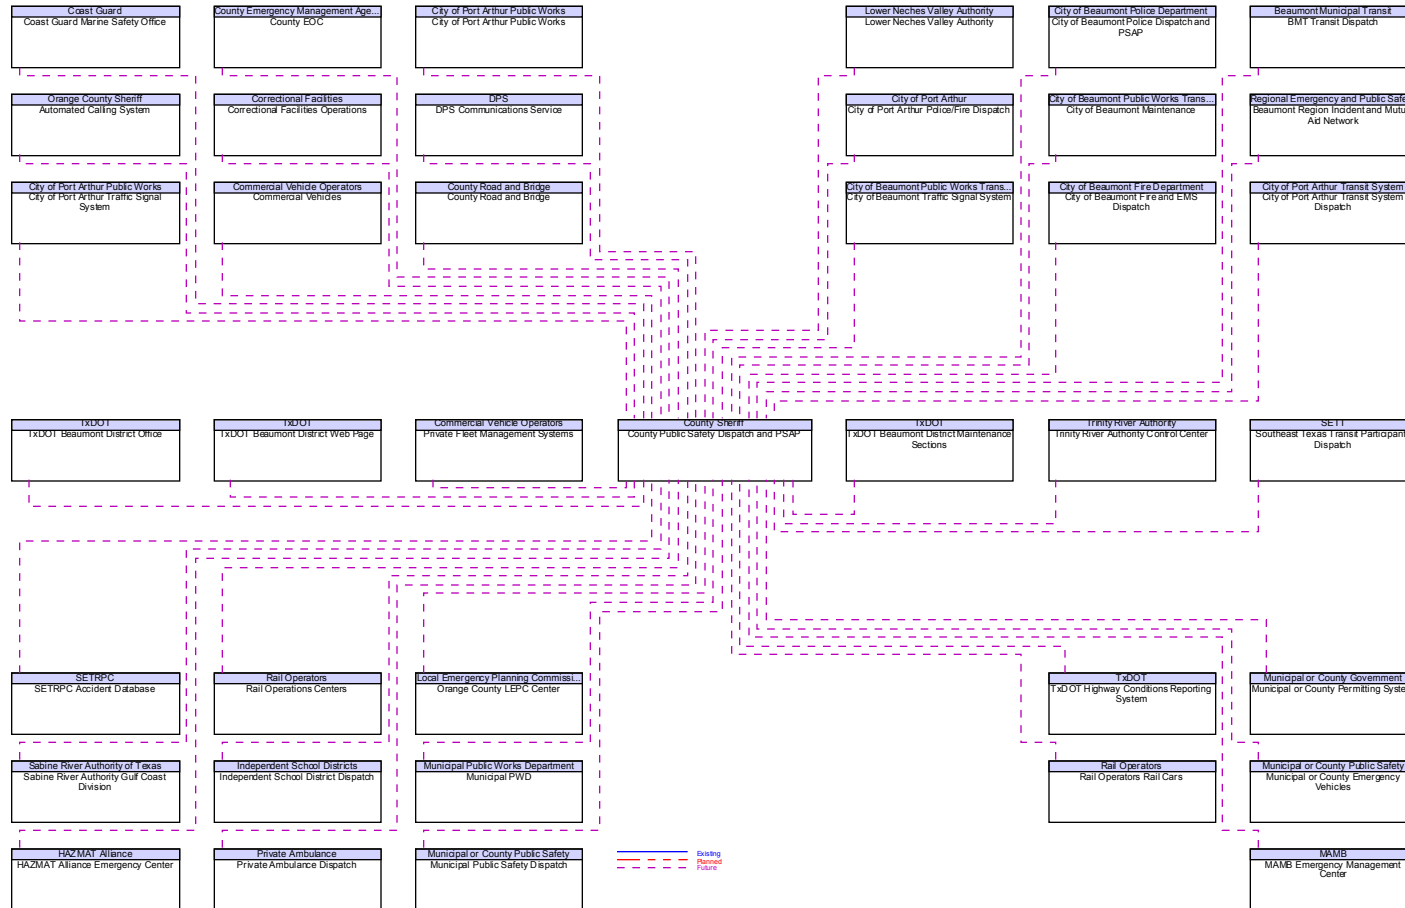 Coast Guard
Coast Guard Marine Safety Office
County Emergency Management Age...
County EOC
City of Port Arthur Public Works
City of Port Arthur Public Works
Lower Neches Valley Authority
Lower Neches Valley Authority
City of Beaumont Police Department
City of Beaumont Police Dispatch and
PSAP
Beaumont Municipal Transit
BMT Transit Dispatch
Orange County Sheriff
Automated Calling System
Correctional Facilities
Correctional Facilities Operations
DPS
DPS Communications Service
City of Port Arthur
City of Port Arthur Police/Fire Dispatch
City of Beaumont Public Works Trans...
City of Beaumont Maintenance
Regional Emergency and Public Safe
Beaumont Region Incident and Mutu
Aid Network
City of Port Arthur Public Works
City of Port Arthur Traffic Signal
System
Commercial Vehicle Operators
Commercial Vehicles
County Road and Bridge
County Road and Bridge
City of Beaumont Public Works Trans...
City of Beaumont Traffic Signal System
City of Beaumont Fire Department
City of Beaumont Fire and EMS
Dispatch
City of Port Arthur Transit System
City of Port Arthur Transit System
Dispatch
TxDOT
TxDOT Beaumont District Office
TxDOT
TxDOT Beaumont District Web Page
Commercial Vehicle Operators
Private Fleet Management Systems
County Sheriff
County Public Safety Dispatch and PSAP
TxDOT
TxDOT Beaumont District Maintenance
Sections
Trinity River Authority
Trinity River Authority Control Center
SETT
Southeast Texas Transit Participant
Dispatch
SETRPC
SETRPC Accident Database
Rail Operators
Rail Operations Centers
Local Emergency Planning Commissi...
Orange County LEPC Center
TxDOT
TxDOT Highway Conditions Reporting
System
Municipal or County Government
Municipal or County Permitting Syste
Sabine River Authority of Texas
Sabine River Authority Gulf Coast
Division
Independent School Districts
Independent School District Dispatch
Municipal Public Works Department
Municipal PWD
Rail Operators
Rail Operators Rail Cars
Municipal or County Public Safety
Municipal or County Emergency
Vehicles
HAZMAT Alliance
HAZMAT Alliance Emergency Center
Private Ambulance
Private Ambulance Dispatch
Municipal or County Public Safety
Municipal Public Safety Dispatch
Existing
Planned
Future
MAMB
MAMB Emergency Management
Center